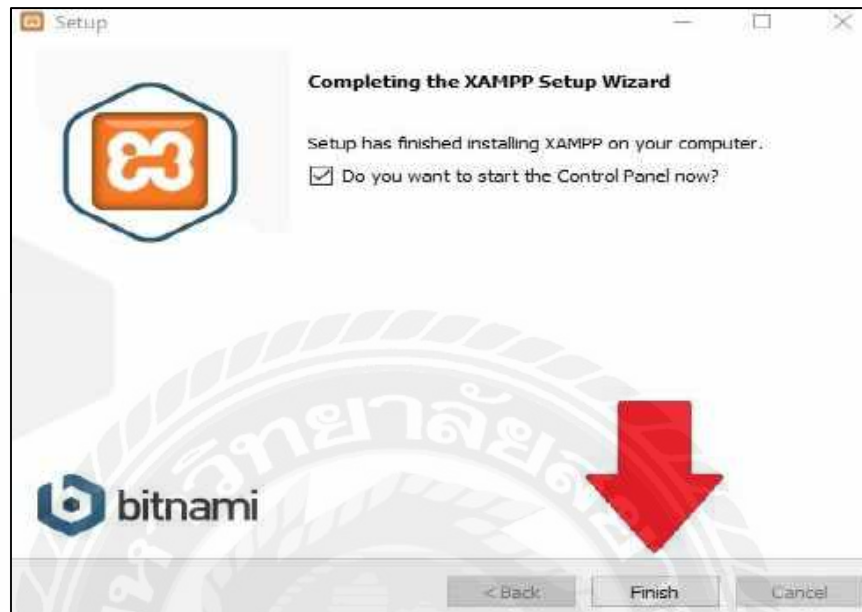 Setup
Completing the XAMPP Setup Wizard
Setup has finished installing XAMPP on your computer.
Do you want to start the Control Panel now?
bitnami
< Back
Finish
Cancel